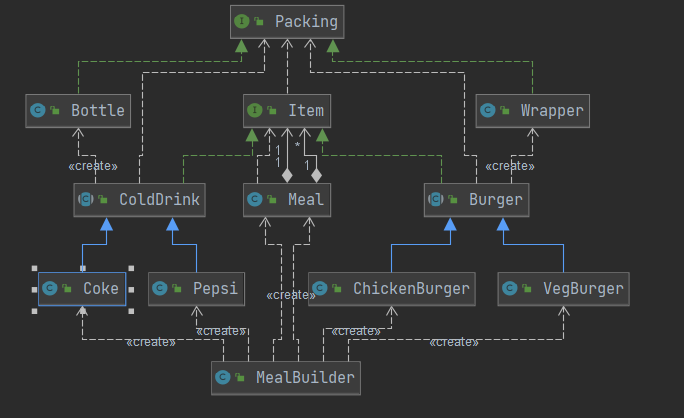 I Packing
C Bottle
I Item
C Wrapper
1
1
*
1
«create»
«create»
C ColdDrink
C Meal
C Burger
C Coke
C Pepsi
C ChickenBurger
C VegBurger
«create»
«create»
«create»
«create»
«create»
C MealBuilder